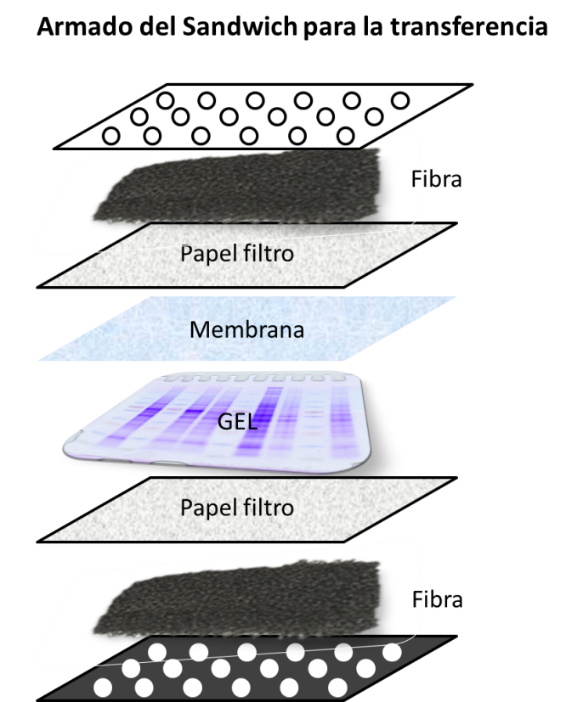 Armado del Sandwich para la transferencia
Fibra
Papel filtro
Membrana
GEL
Papel filtro
Fibra